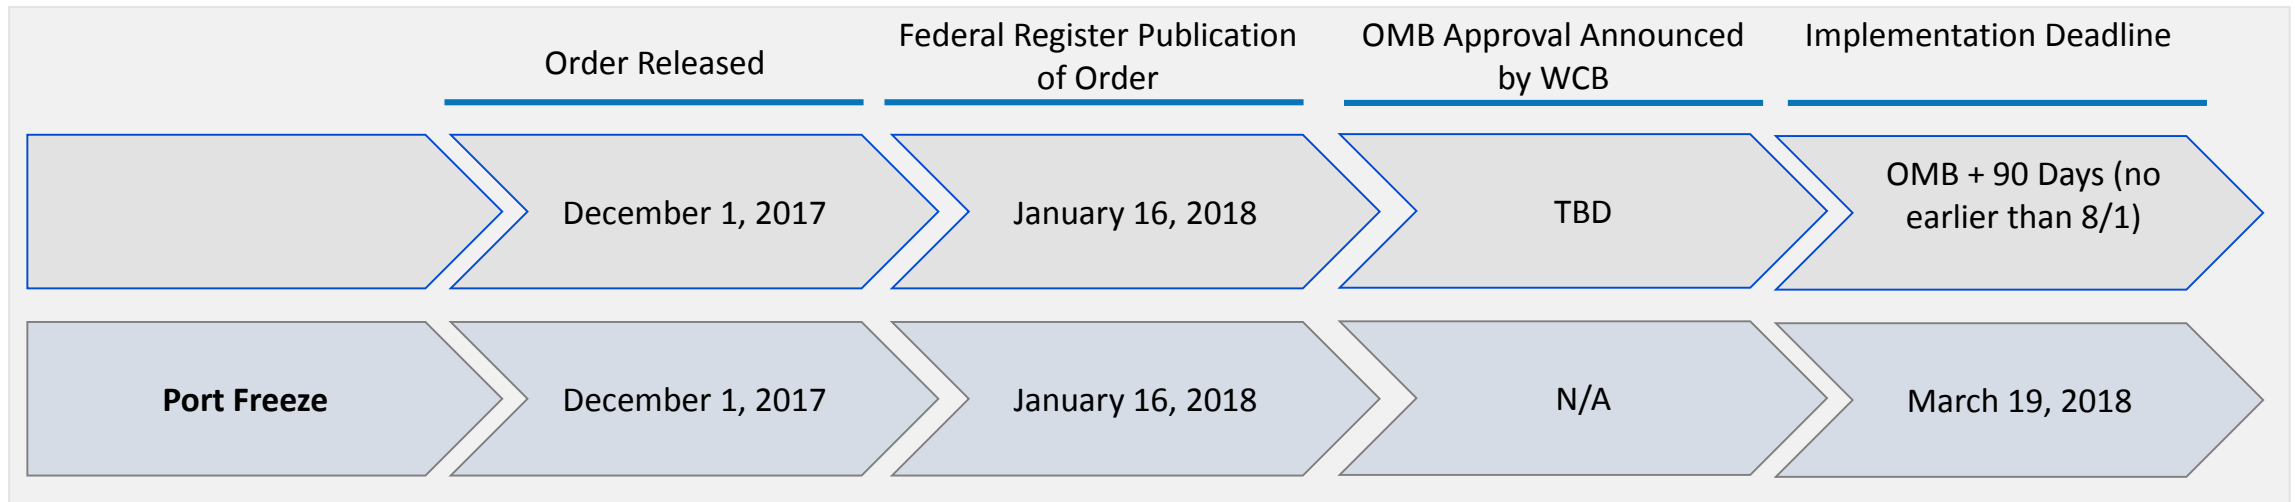 Order Released
Federal Register Publication
of Order
OMB Approval Announced
by WCB
Implementation Deadline
December 1, 2017
January 16, 2018
TBD
OMB + 90 Days (no
earlier than 8/1)
Port Freeze
December 1, 2017
January 16, 2018
N/A
March 19, 2018